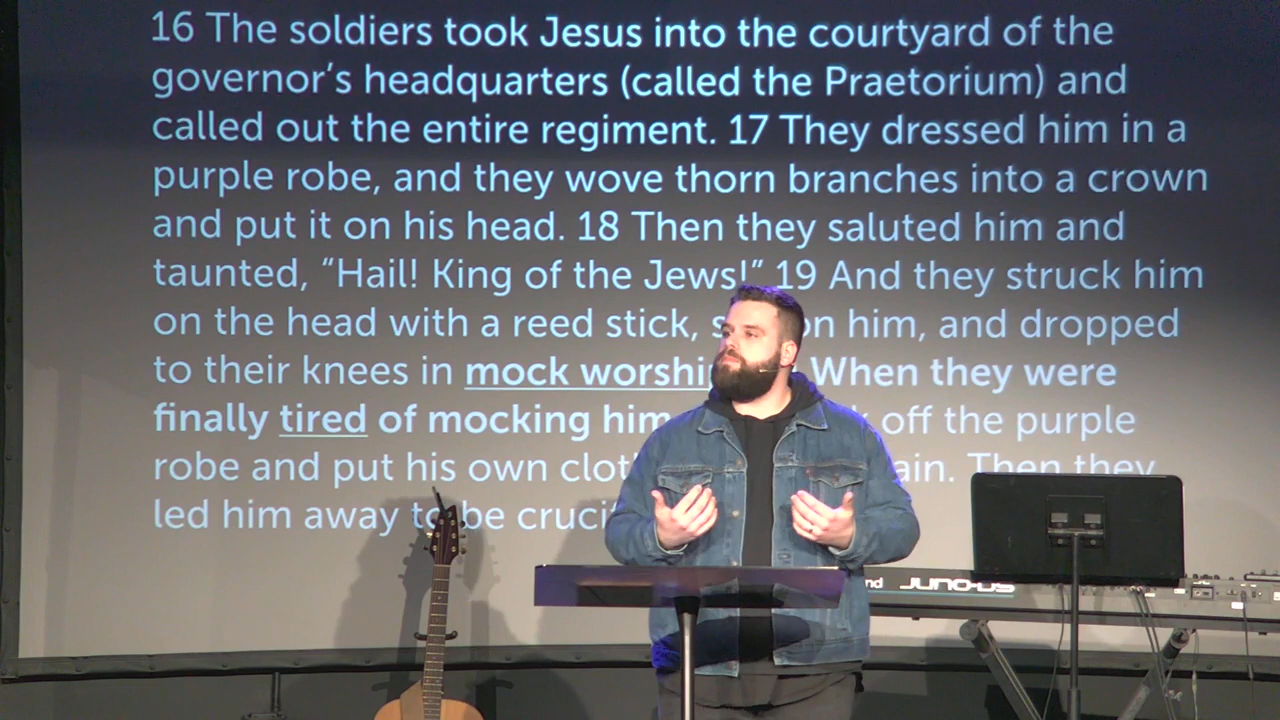 16 The soldiers took Jesus into the courtyard of the
governor’s headquarters (called the Praetorium) and
called out the entire regiment. 17 They dressed him in a
purple robe, and they wove thorn branches into a crown
and put it on his head. 18 Then they saluted him and
taunted, “Hail! King of the Jews!” 19 And they struck him
on the head with a reed stick, on him, and dropped
to their knees in mock worshi When they were
finally tired of mocking him off the purple
robe and put his own Then they
led him away to be
JUNO-DS